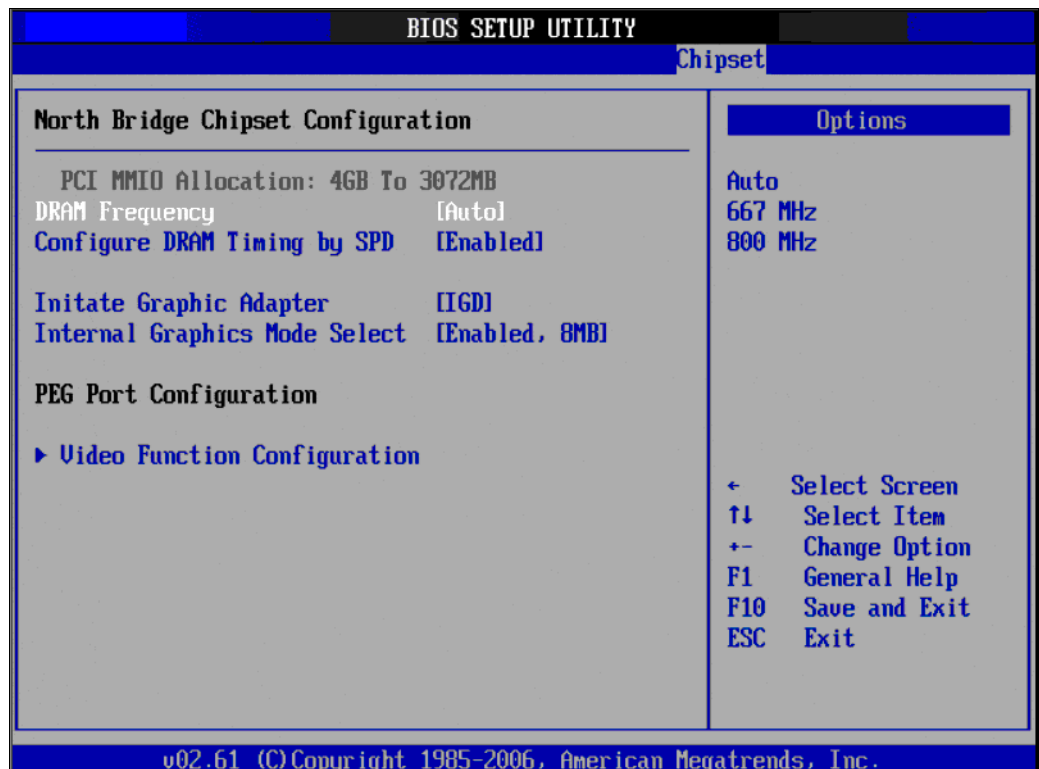 BIOS SETUP UTILITY
Chipset
North Bridge Chipset Configuration
PCI MMIO Allocation: 4GB To 3072MB
DRAM Frequency [Auto]
Configure DRAM Timing by SPD [Enabled]
Initate Graphic Adapter [IGD]
Internal Graphics Mode Select [Enabled, 8MB]
PEG Port Configuration
Video Function Configuration
Options
Auto
667 MHz
800 MHz
← Select Screen
↑↓ Select Item
+- Change Option
F1 General Help
F10 Save and Exit
ESC Exit
v02.61 (C)Copyright 1985-2006, American Megatrends, Inc.